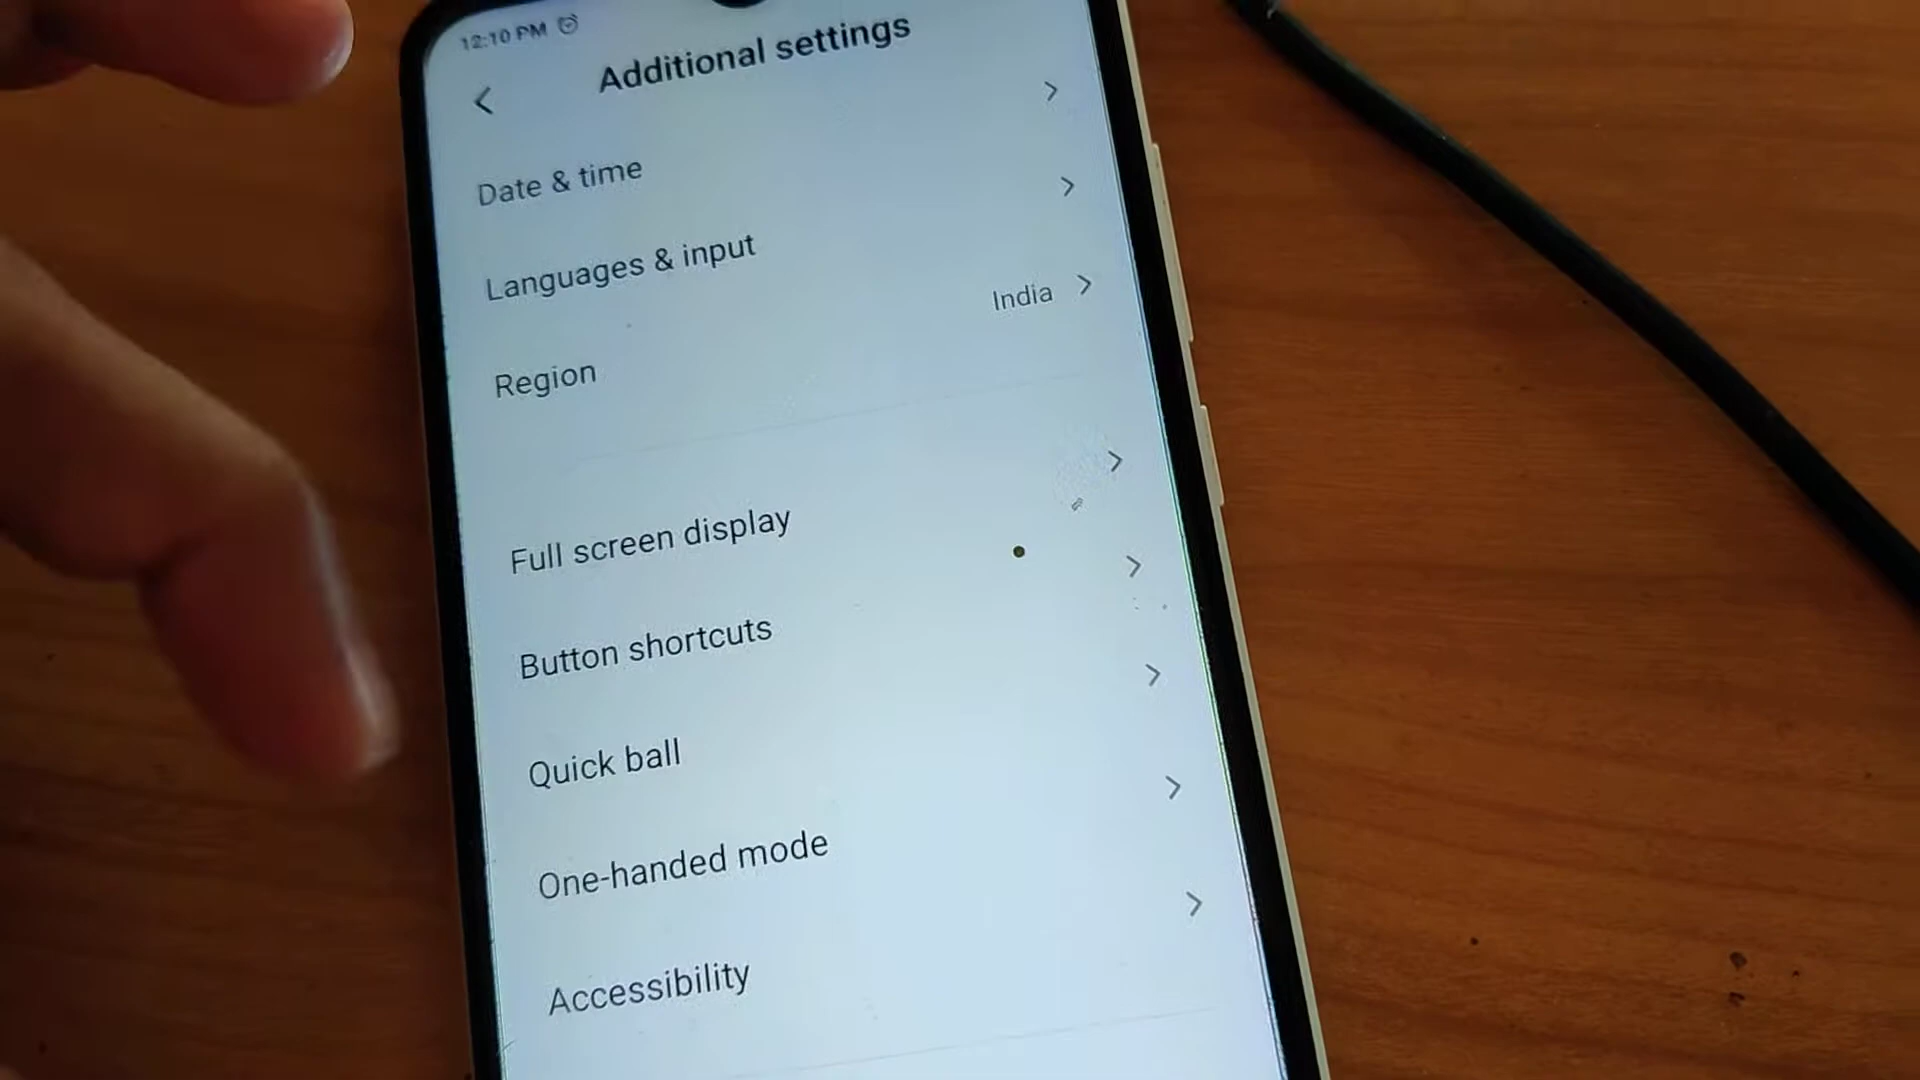 12:10 PM
Additional settings
Date & time
Languages & input
Region India
Full screen display
Button shortcuts
Quick ball
One-handed mode
Accessibility